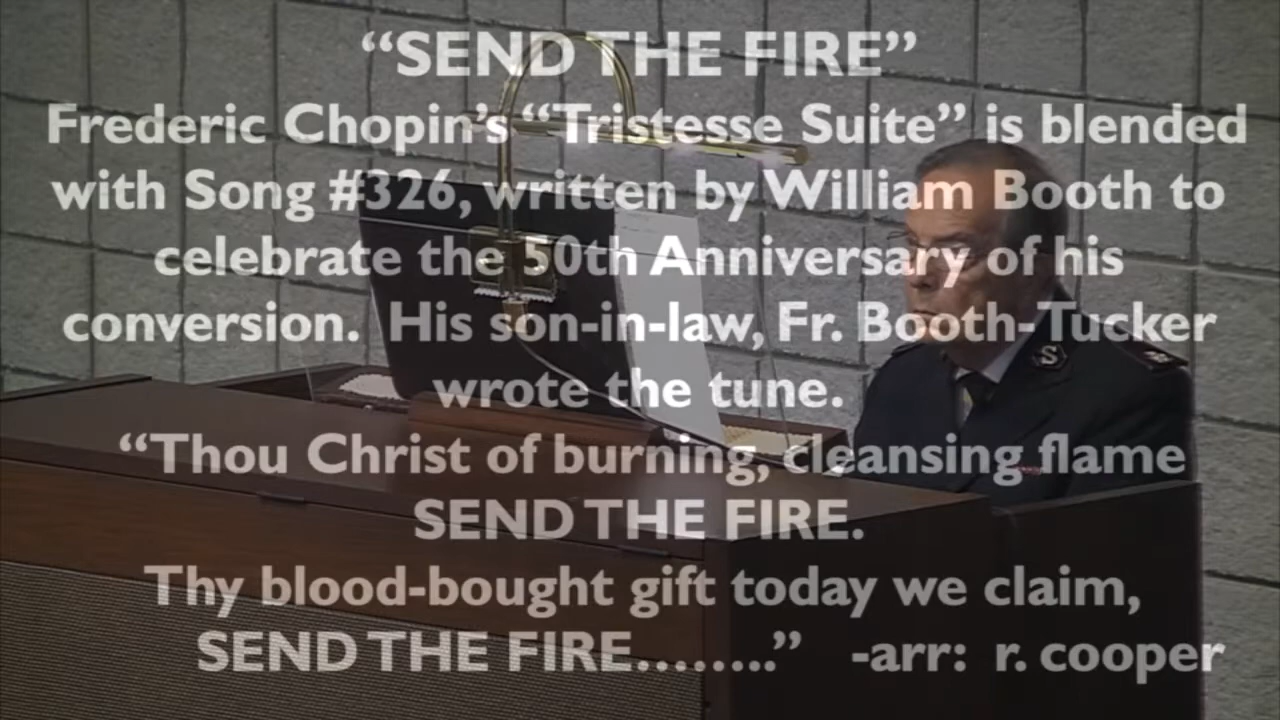 “SEND THE FIRE”
Frederic Chopin’s “Tristesse Suite” is blended
with Song #326, written by William Booth to
celebrate the 50th Anniversary of his
conversion. His son-in-law, Fr. Booth-Tucker
wrote the tune.
“Thou Christ of burning, cleansing flame
SEND THE FIRE.
Thy blood-bought gift today we claim,
SEND THE FIRE........” -arr: r. cooper
S